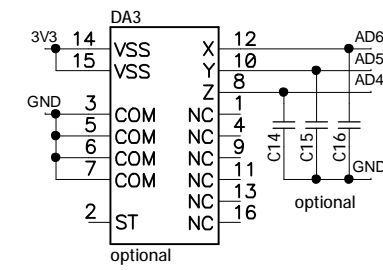 DA3
3V3 14 VSS X 12 AD6
15 VSS Y 10 AD5
Z 8 AD4
GND 3 COM NC 1
5 COM NC 4
6 COM NC 9
7 COM NC 11
NC 13
2 ST NC 16
C14 C15 C16
GND
optional
optional